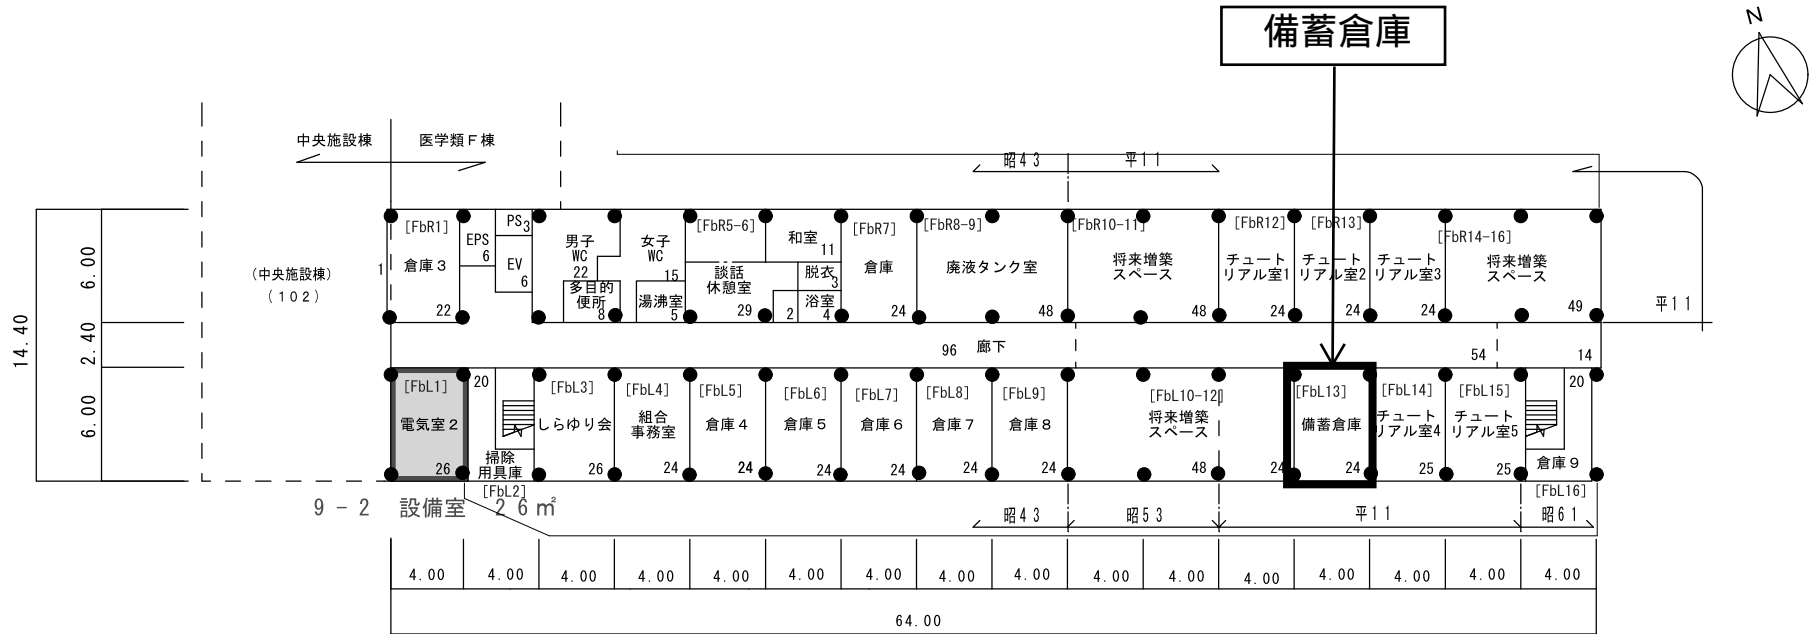 備蓄倉庫
N
中央施設棟
医学類F棟
昭43
平11
[FbR1]
倉庫3
22
1
EPS
6
PS
3
EV
6
男子
WC
22
多目的
便所
8
女子
WC
15
湯沸室
5
[FbR5-6]
談話
休憩室
29
和室
11
脱衣
3
浴室
4
2
[FbR7]
倉庫
24
[FbR8-9]
廃液タンク室
48
[FbR10-11]
将来増築
スペース
48
[FbR12]
チュート
リアル室1
24
[FbR13]
チュート
リアル室2
24
チュート
リアル室3
24
[FbR14-16]
将来増築
スペース
49
平11
(中央施設棟)
(102)
6.00
2.40
6.00
14.40
96
廊下
54
14
[FbL1]
電気室2
26
20
掃除
用具庫
[FbL2]
[FbL3]
しらゆり会
26
[FbL4]
組合
事務室
24
[FbL5]
倉庫4
24
[FbL6]
倉庫5
24
[FbL7]
倉庫6
24
[FbL8]
倉庫7
24
[FbL9]
倉庫8
24
[FbL10-12]
将来増築
スペース
48
24
[FbL13]
備蓄倉庫
24
[FbL14]
チュート
リアル室4
25
[FbL15]
チュート
リアル室5
25
20
倉庫9
[FbL16]
9-2 設備室 26㎡
昭43
昭53
平11
昭61
4.00 4.00 4.00 4.00 4.00 4.00 4.00 4.00 4.00 4.00 4.00 4.00 4.00 4.00 4.00 4.00
64.00